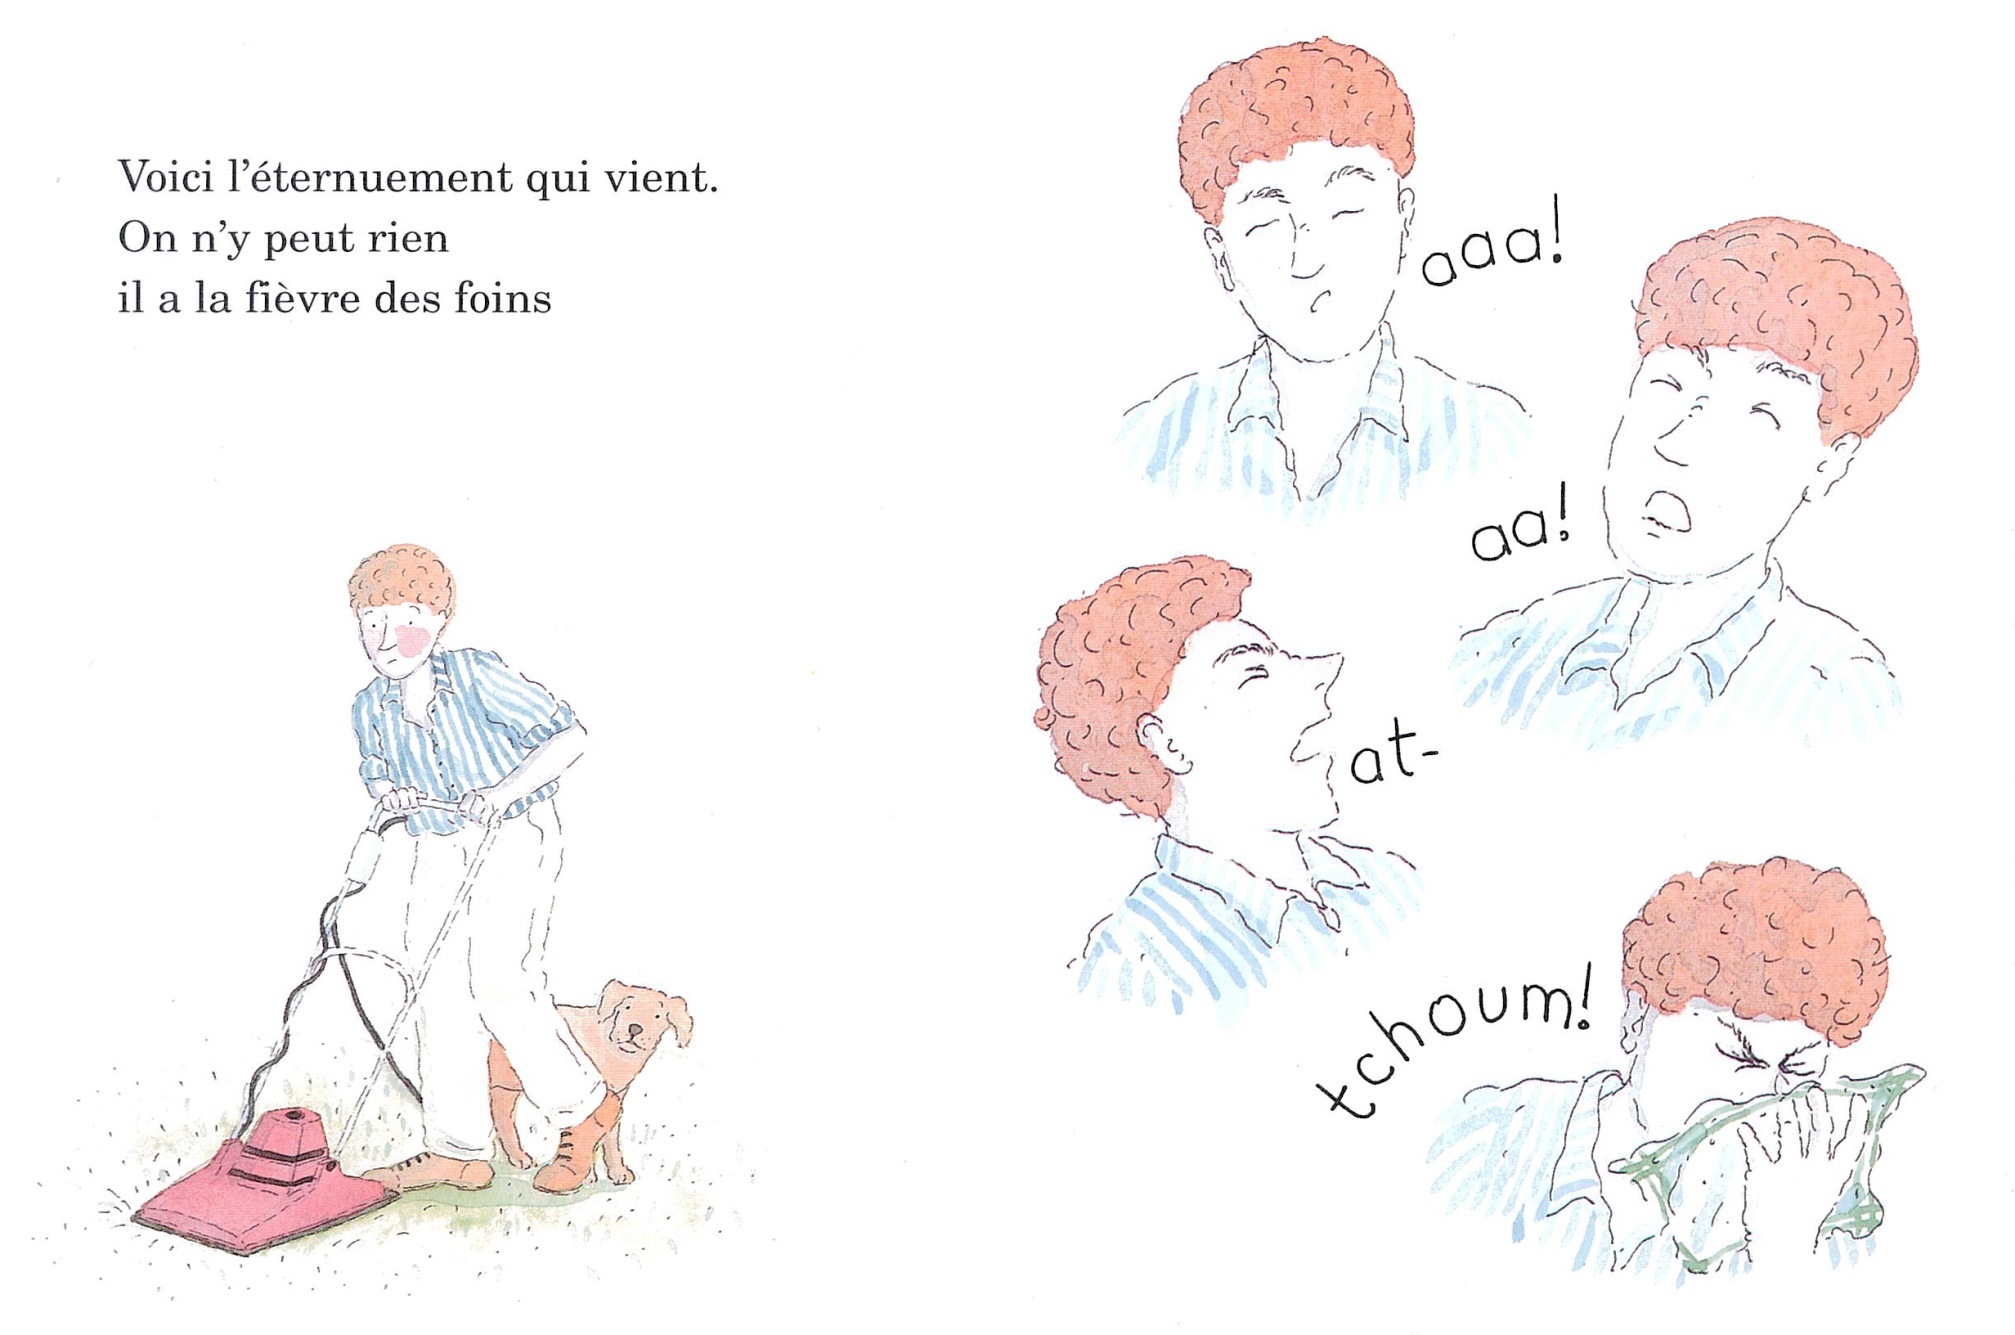 Voici l'éternuement qui vient.
On n'y peut rien
il a la fièvre des foins
aaa!
aa!
at-
tchoum!